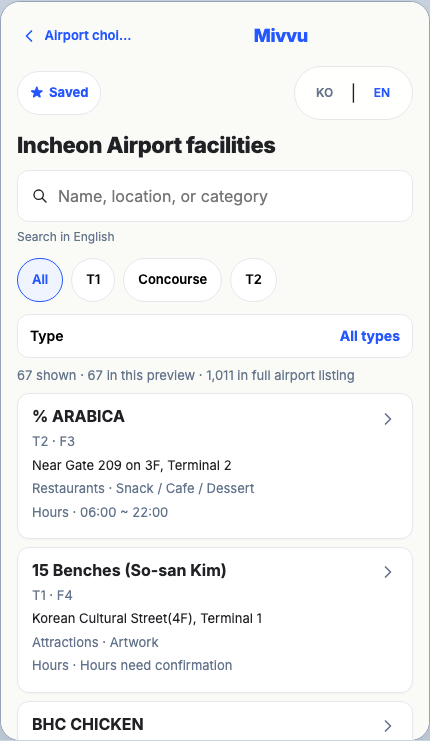 Airport choi...
Mivvu
Saved
KO | EN
Incheon Airport facilities
Name, location, or category
Search in English
All
T1
Concourse
T2
Type
All types
67 shown · 67 in this preview · 1,011 in full airport listing
% ARABICA
T2 · F3
Near Gate 209 on 3F, Terminal 2
Restaurants · Snack / Cafe / Dessert
Hours · 06:00 ~ 22:00
15 Benches (So-san Kim)
T1 · F4
Korean Cultural Street(4F), Terminal 1
Attractions · Artwork
Hours · Hours need confirmation
BHC CHICKEN